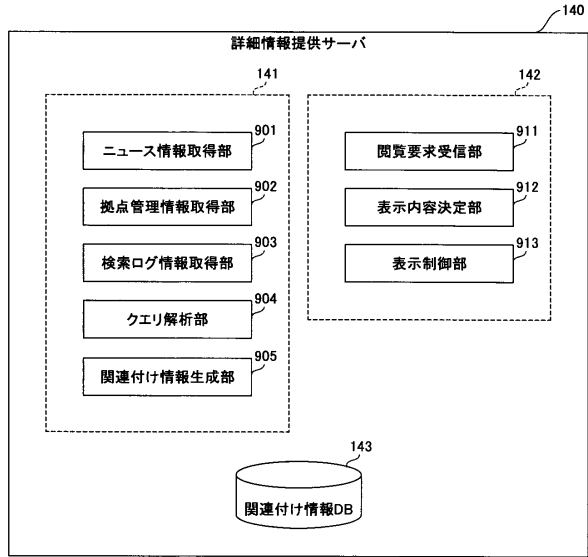 140
詳細情報提供サーバ
141
901
ニュース情報取得部
902
拠点管理情報取得部
903
検索ログ情報取得部
904
クエリ解析部
905
関連付け情報生成部
142
911
閲覧要求受信部
912
表示内容決定部
913
表示制御部
143
関連付け情報DB